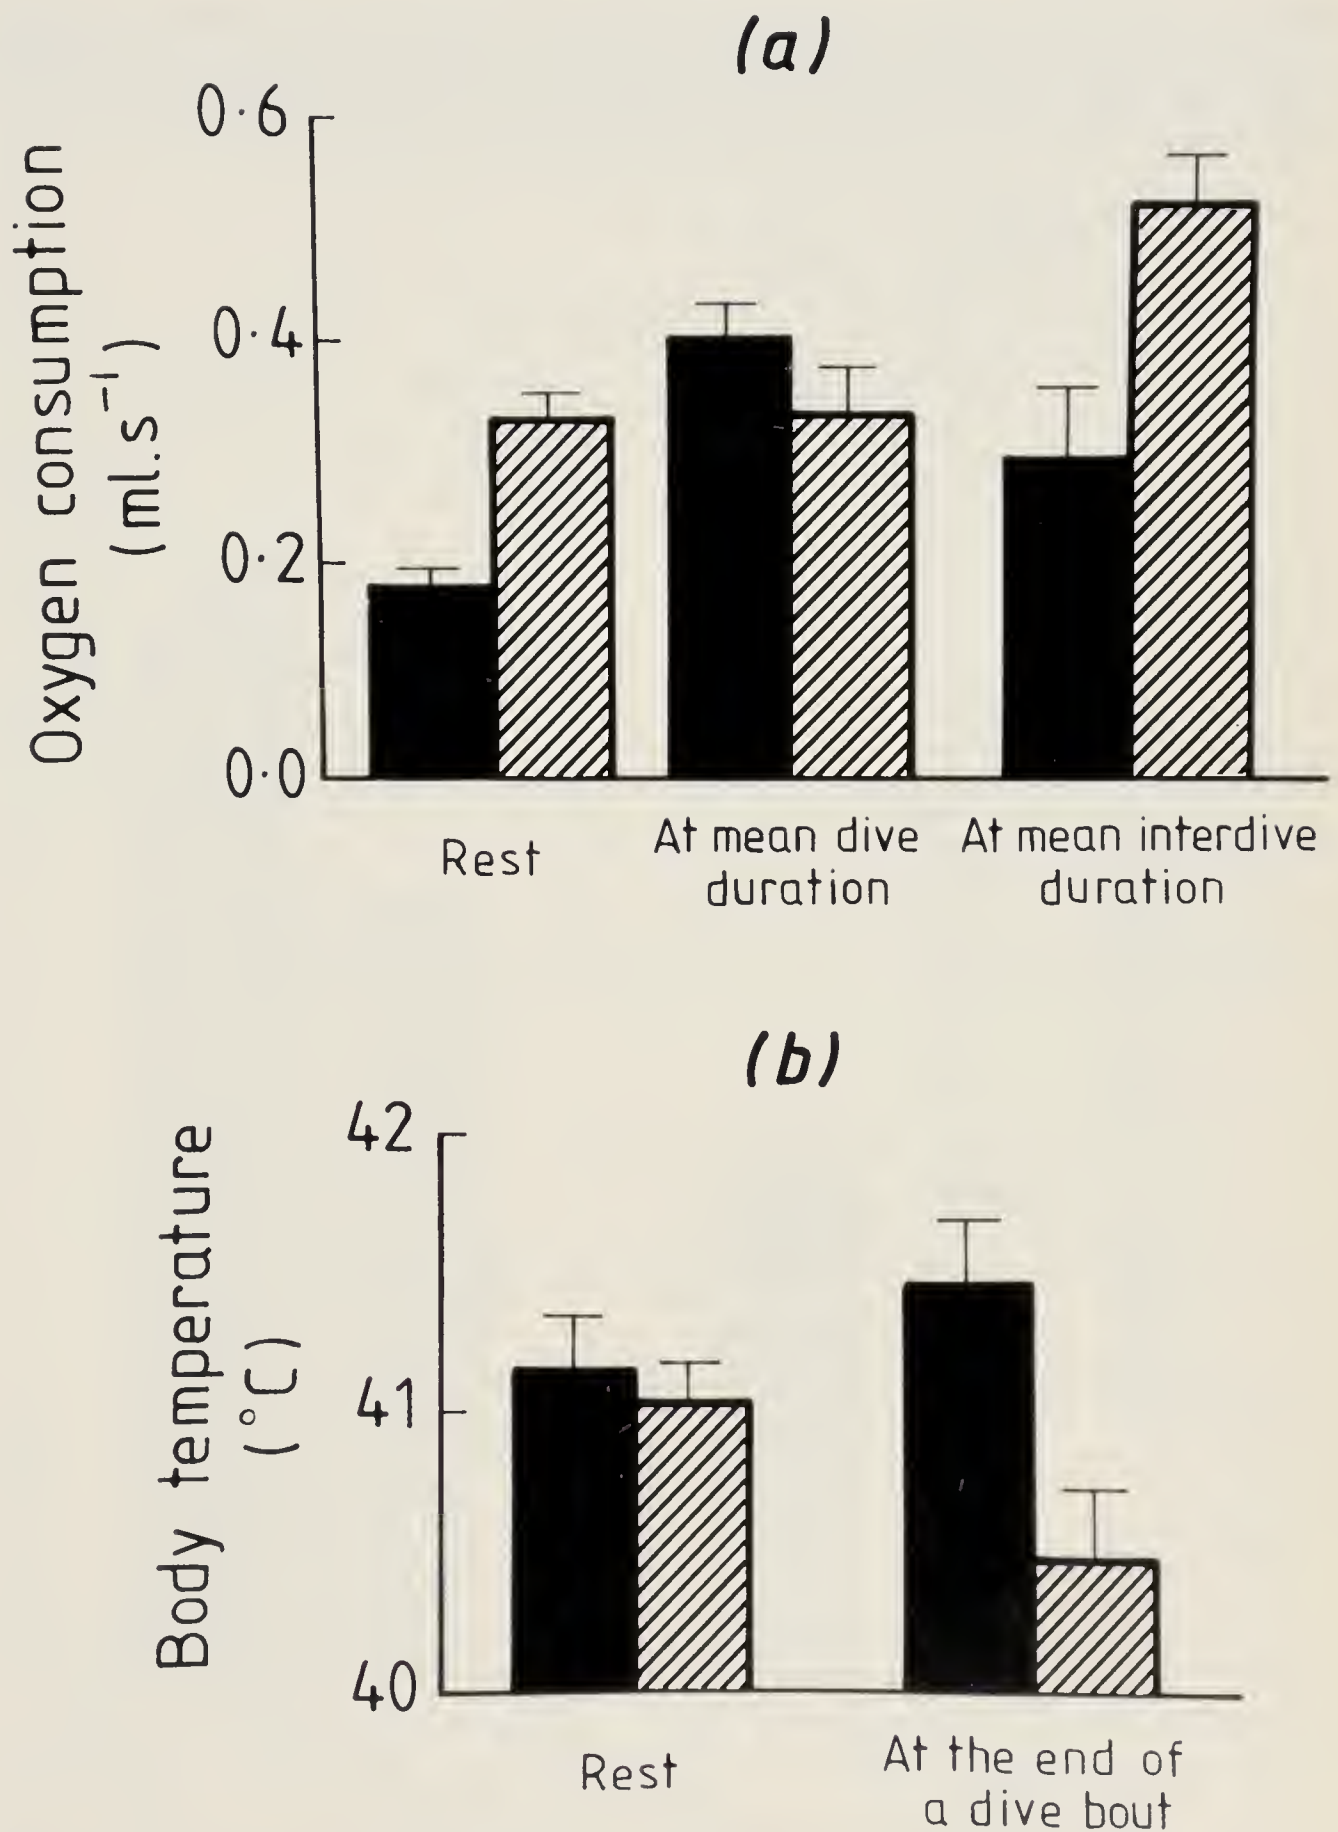 (a)
0·6
0·4
0·2
0·0
Oxygen consumption
(ml.s⁻¹)
Rest
At mean dive
duration
At mean interdive
duration
(b)
42
41
40
Body temperature
(°C)
Rest
At the end of
a dive bout